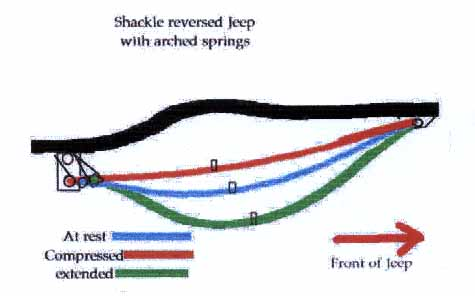 Shackle reversed Jeep
with arched springs
At rest
Compressed
extended
Front of Jeep